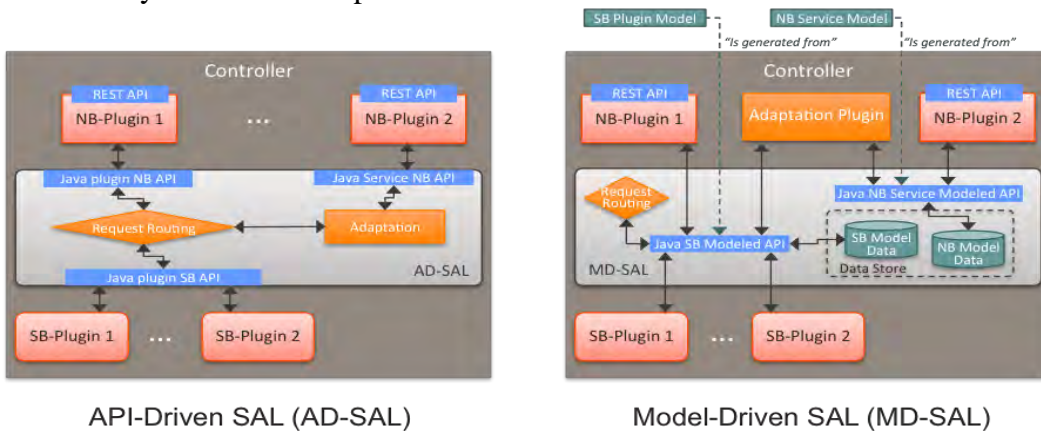 SB Plugin Model
NB Service Model
"Is generated from"
"Is generated from"
Controller
REST API
NB-Plugin 1
...
REST API
NB-Plugin 2
Java plugin NB API
Java Service NB API
Request Routing
Adaptation
Java plugin SB API
AD-SAL
SB-Plugin 1
...
SB-Plugin 2
API-Driven SAL (AD-SAL)
Controller
REST API
NB-Plugin 1
Adaptation Plugin
REST API
NB-Plugin 2
Request
Routing
Java NB Service Modeled API
Java SB Modeled API
SB Model
Data
NB Model
Data
Data Store
MD-SAL
SB-Plugin 1
...
SB-Plugin 2
Model-Driven SAL (MD-SAL)